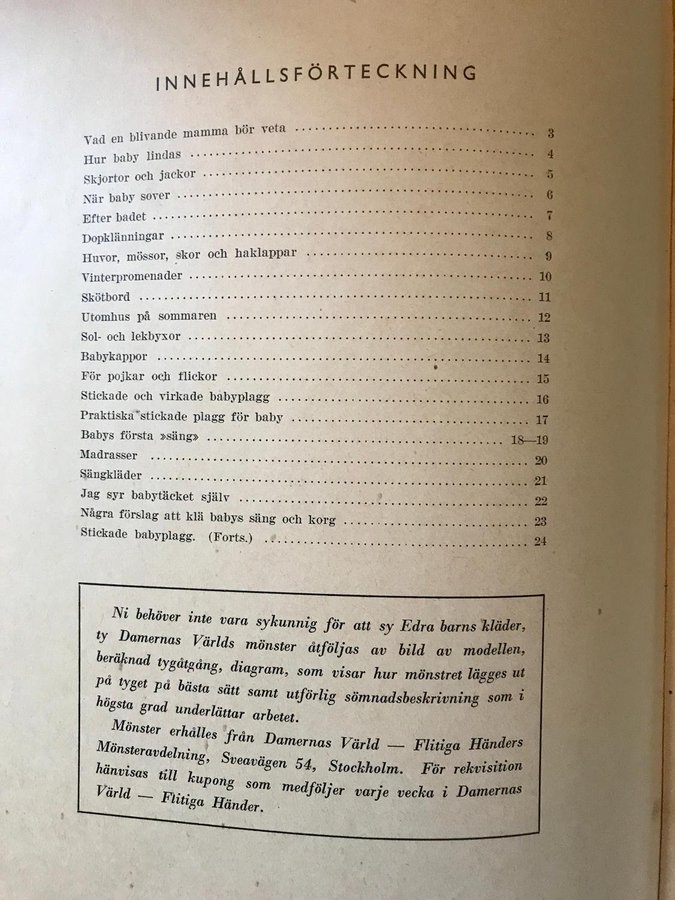 INNEHÅLLSFÖRTECKNING
Vad en blivande mamma bör veta 3
Hur baby lindas 4
Skjortor och jackor 5
När baby sover 6
Efter badet 7
Dopklänningar 8
Huvor, mössor, skor och haklappar 9
Vinterpromenader 10
Skötbord 11
Utomhus på sommaren 12
Sol- och lekbyxor 13
Babykappor 14
För pojkar och flickor 15
Stickade och virkade babyplagg 16
Praktiska stickade plagg för baby 17
Babys första »säng» 18—19
Madrasser 20
Sängkläder 21
Jag syr babytäcket själv 22
Några förslag att klä babys säng och korg 23
Stickade babyplagg. (Forts.) 24
Ni behöver inte vara sykunnig för att sy Edra barns kläder,
ty Damernas Världs mönster åtföljas av bild av modellen,
beräknad tygåtgång, diagram, som visar hur mönstret lägges ut
på tyget på bästa sätt samt utförlig sömnadsbeskrivning som i
högsta grad underlättar arbetet.
Mönster erhålles från Damernas Värld — Flitiga Händers
Mönsteravdelning, Sveavägen 54, Stockholm. För rekvisition
hänvisas till kupong som medföljer varje vecka i Damernas
Värld — Flitiga Händer.